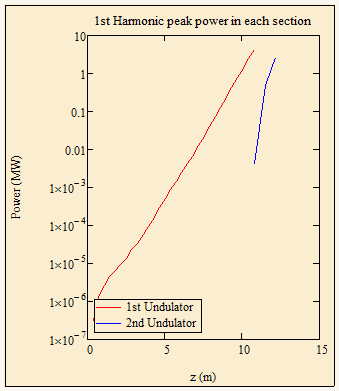 1st Harmonic peak power in each section
10
1
0.1
0.01
1×10⁻³
1×10⁻⁴
1×10⁻⁵
1×10⁻⁶
1×10⁻⁷
Power (MW)
1st Undulator
2nd Undulator
0 5 10 15
z (m)